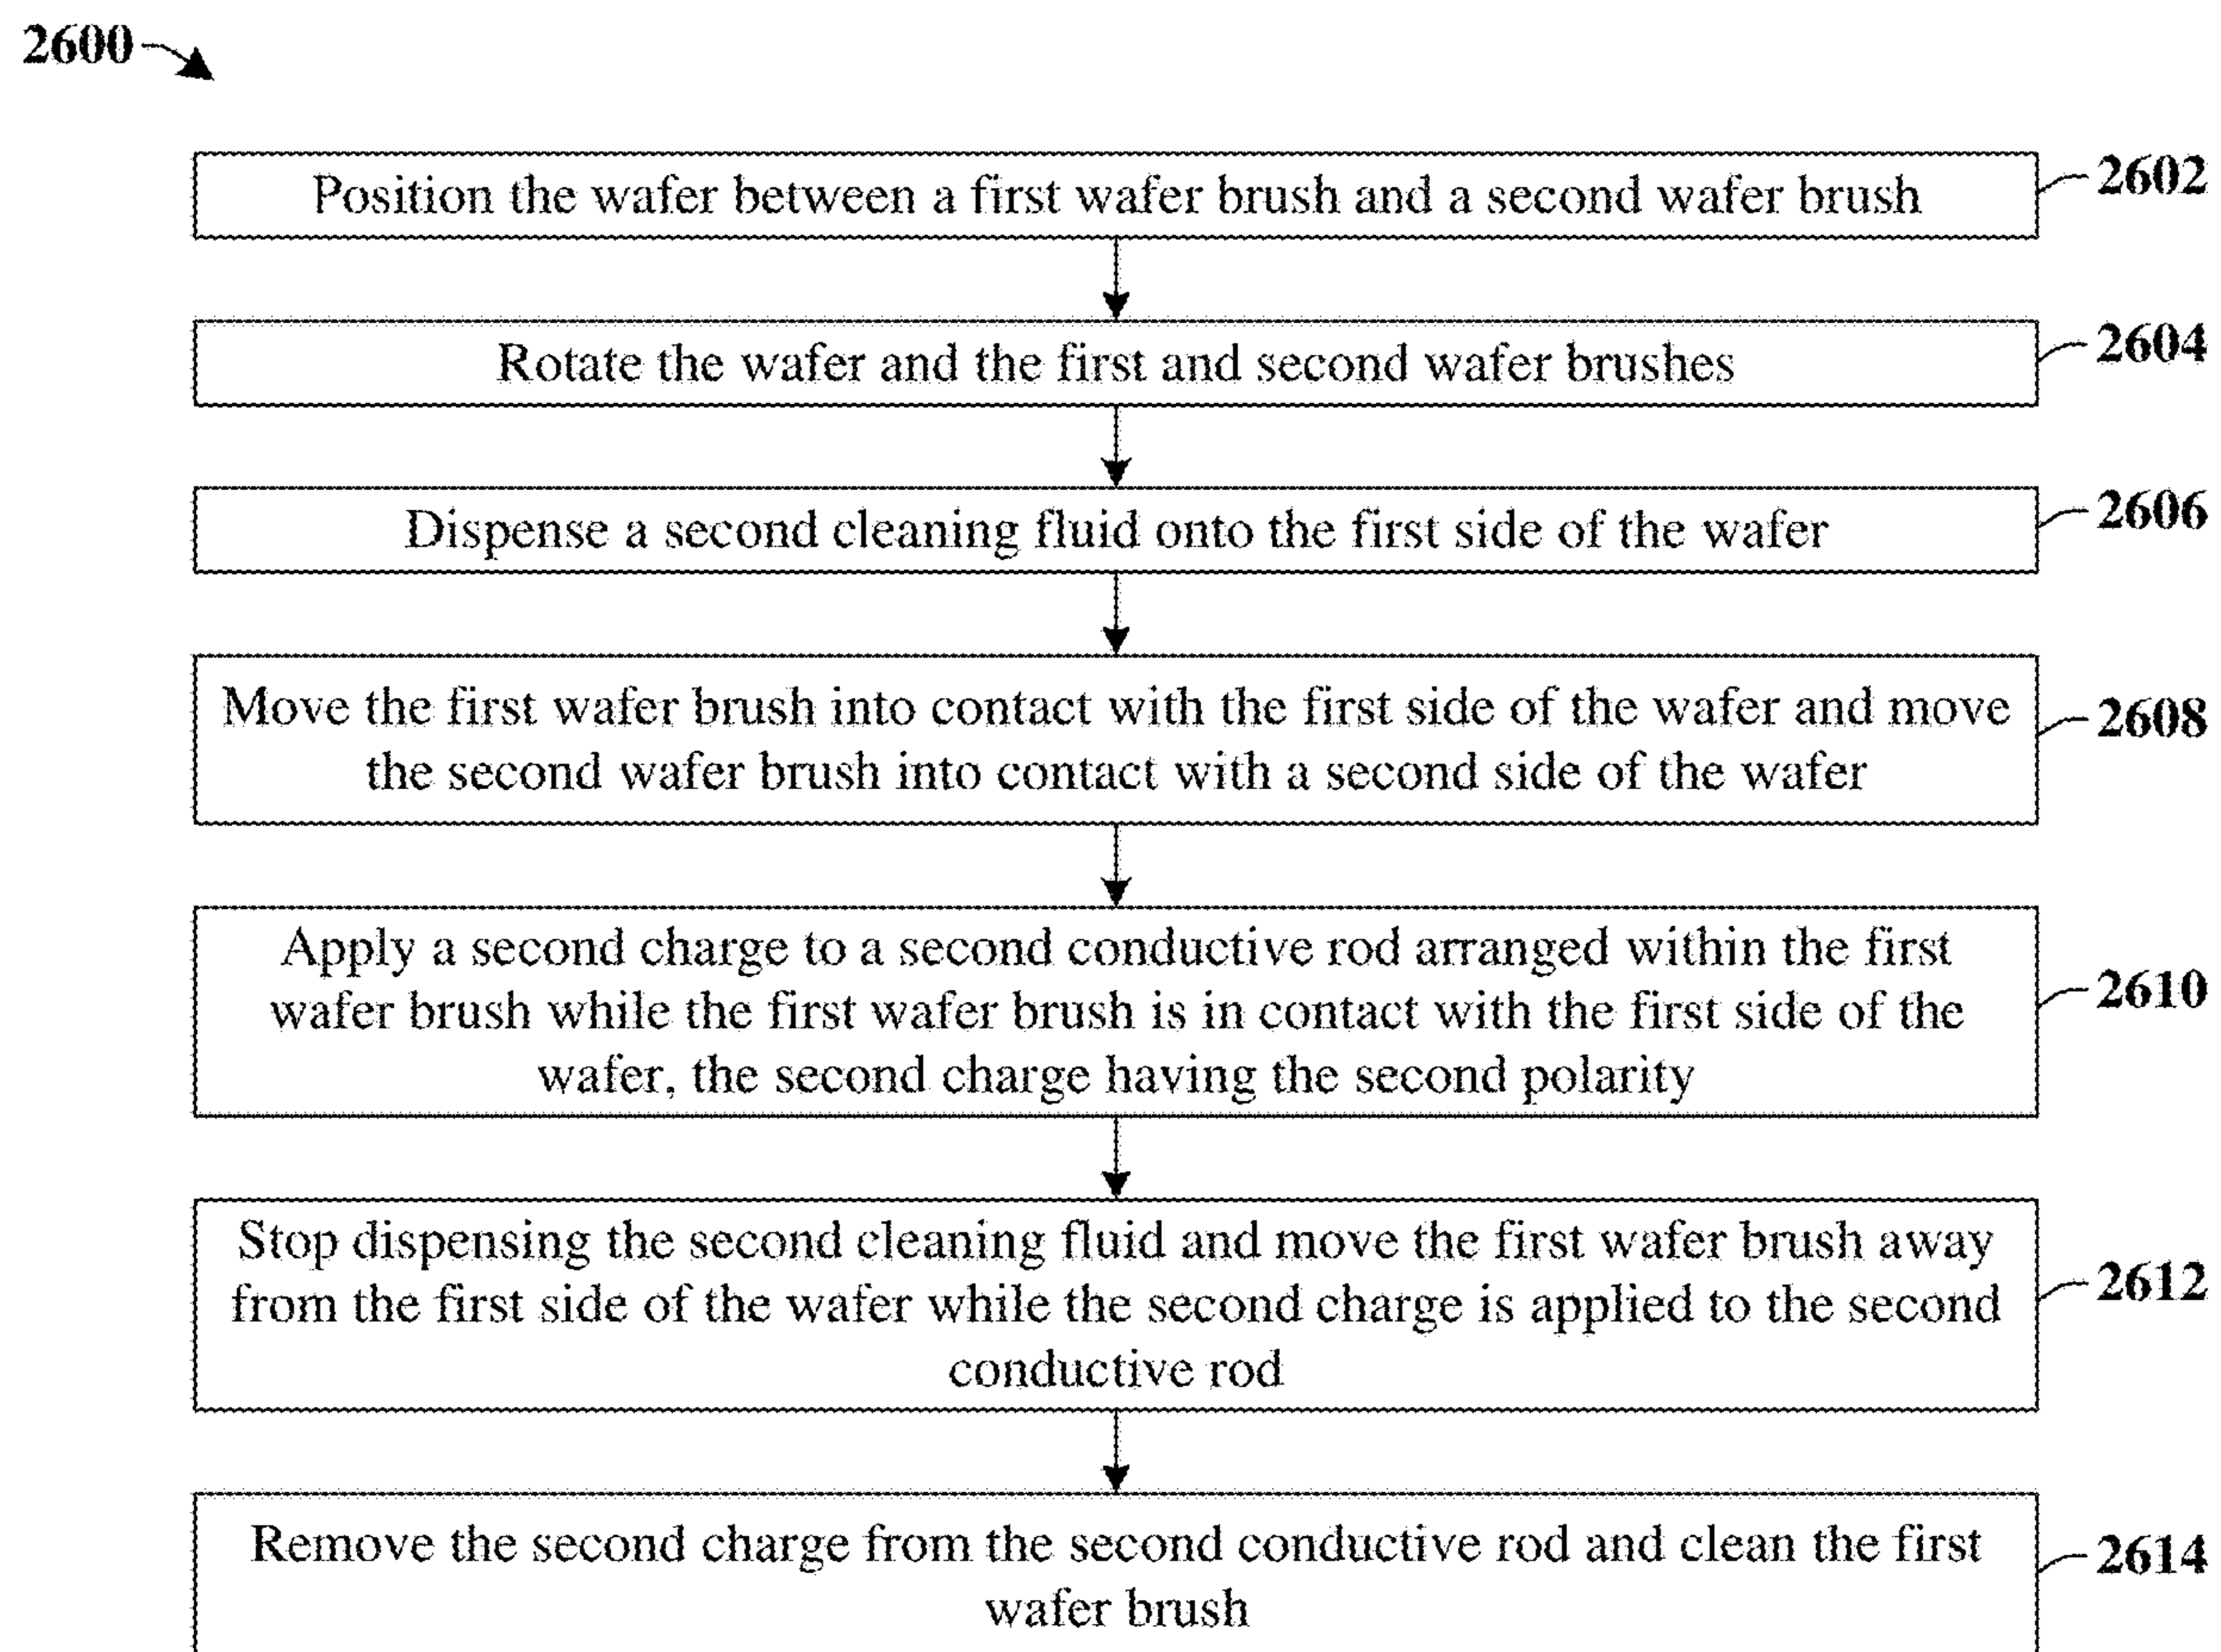 2600
Position the wafer between a first wafer brush and a second wafer brush
2602
Rotate the wafer and the first and second wafer brushes
2604
Dispense a second cleaning fluid onto the first side of the wafer
2606
Move the first wafer brush into contact with the first side of the wafer and move
the second wafer brush into contact with a second side of the wafer
2608
Apply a second charge to a second conductive rod arranged within the first
wafer brush while the first wafer brush is in contact with the first side of the
wafer, the second charge having the second polarity
2610
Stop dispensing the second cleaning fluid and move the first wafer brush away
from the first side of the wafer while the second charge is applied to the second
conductive rod
2612
Remove the second charge from the second conductive rod and clean the first
wafer brush
2614